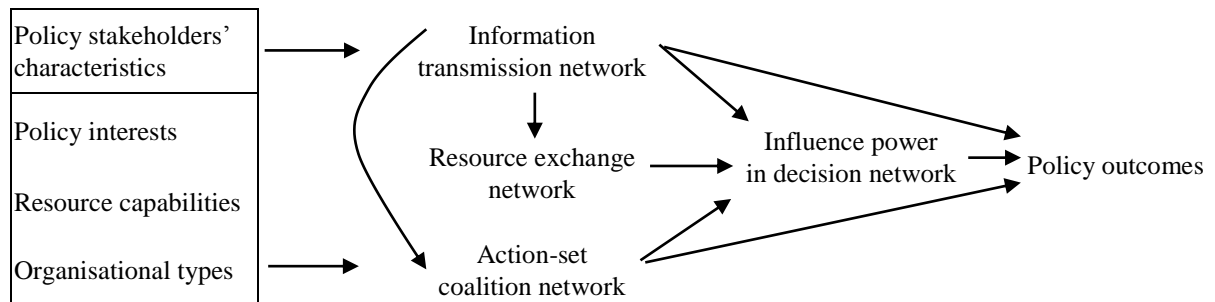 Policy stakeholders’
characteristics
Policy interests
Resource capabilities
Organisational types
Information
transmission network
Resource exchange
network
Action-set
coalition network
Influence power
in decision network
Policy outcomes